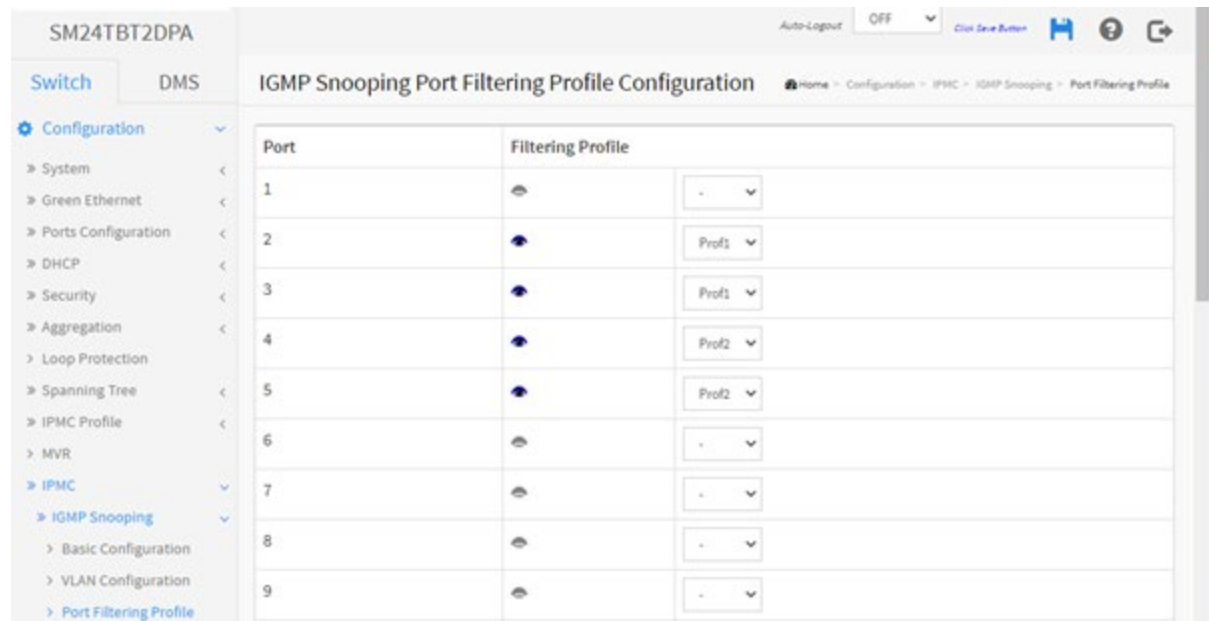 SM24TBT2DPA
Auto-Logout OFF Click Save Button
Switch DMS
IGMP Snooping Port Filtering Profile Configuration
Home > Configuration > IPMC > IGMP Snooping > Port Filtering Profile
Configuration
» System
» Green Ethernet
» Ports Configuration
» DHCP
» Security
» Aggregation
> Loop Protection
» Spanning Tree
» IPMC Profile
> MVR
» IPMC
» IGMP Snooping
> Basic Configuration
> VLAN Configuration
> Port Filtering Profile
Port Filtering Profile
1 -
2 Prof1
3 Prof1
4 Prof2
5 Prof2
6 -
7 -
8 -
9 -